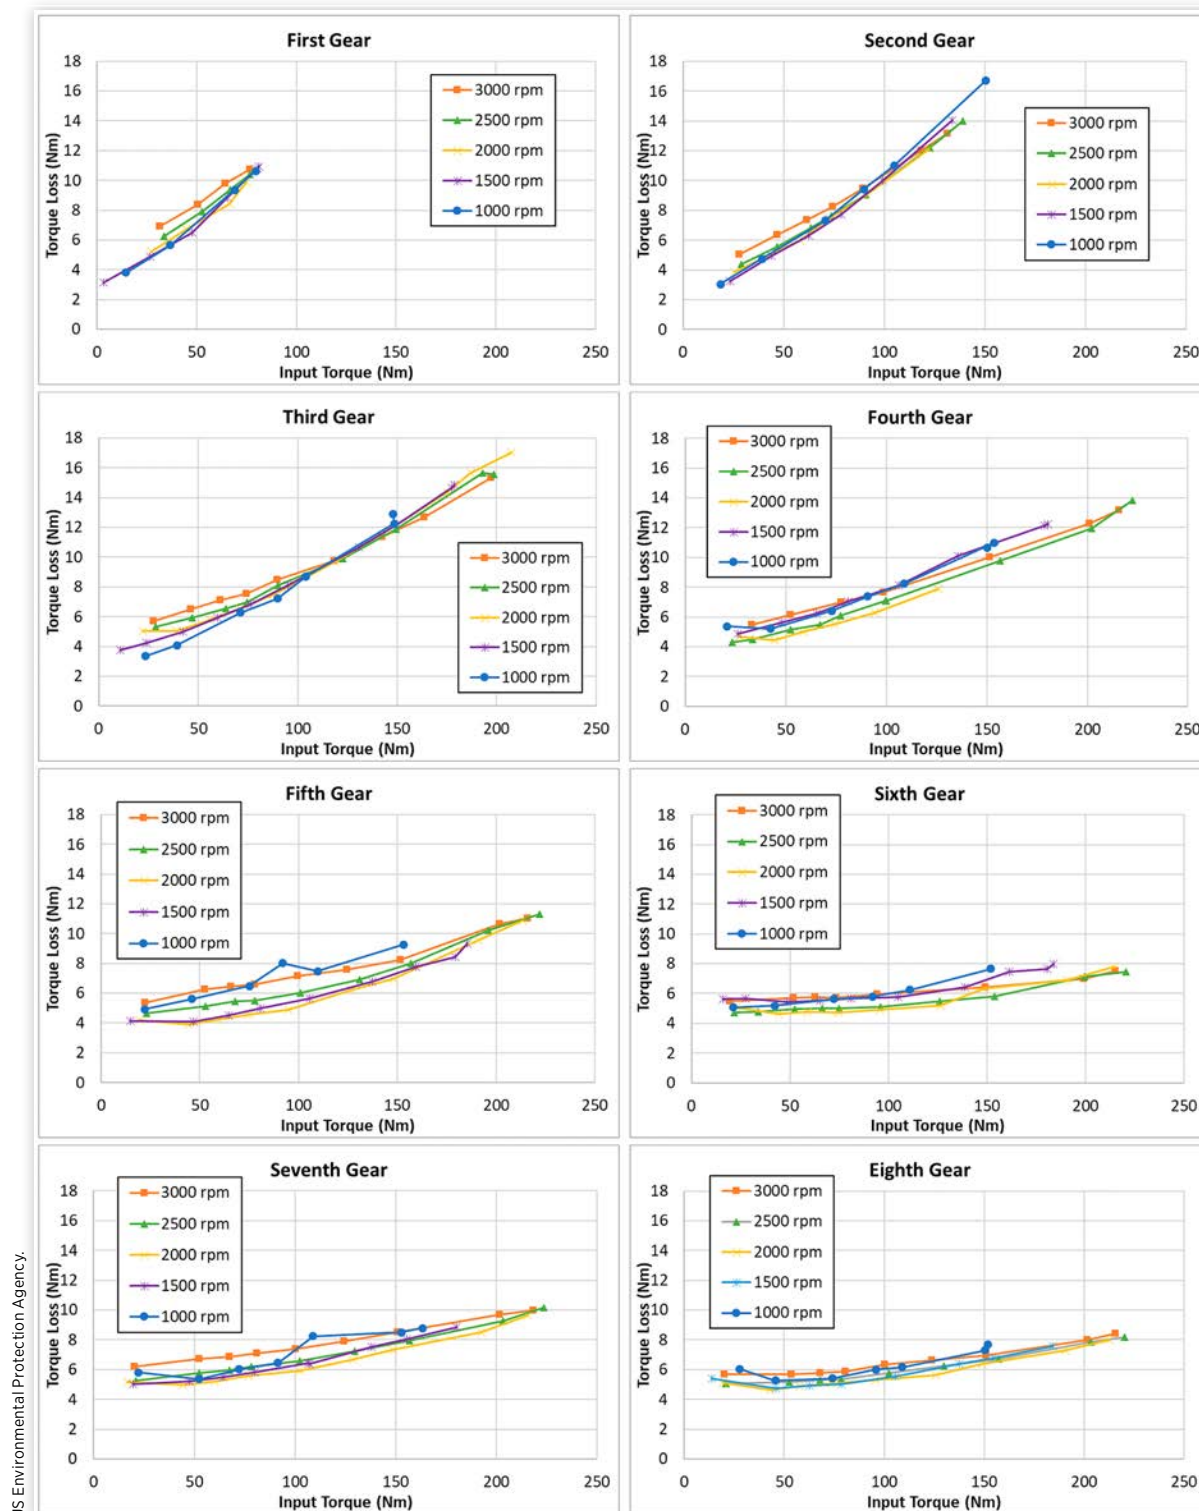 First Gear
Torque Loss (Nm)
18
16
14
12
10
8
6
4
2
0
0 50 100 150 200 250
Input Torque (Nm)
3000 rpm
2500 rpm
2000 rpm
1500 rpm
1000 rpm
Second Gear
Torque Loss (Nm)
18
16
14
12
10
8
6
4
2
0
0 50 100 150 200 250
Input Torque (Nm)
3000 rpm
2500 rpm
2000 rpm
1500 rpm
1000 rpm
Third Gear
Torque Loss (Nm)
18
16
14
12
10
8
6
4
2
0
0 50 100 150 200 250
Input Torque (Nm)
3000 rpm
2500 rpm
2000 rpm
1500 rpm
1000 rpm
Fourth Gear
Torque Loss (Nm)
18
16
14
12
10
8
6
4
2
0
0 50 100 150 200 250
Input Torque (Nm)
3000 rpm
2500 rpm
2000 rpm
1500 rpm
1000 rpm
Fifth Gear
Torque Loss (Nm)
18
16
14
12
10
8
6
4
2
0
0 50 100 150 200 250
Input Torque (Nm)
3000 rpm
2500 rpm
2000 rpm
1500 rpm
1000 rpm
Sixth Gear
Torque Loss (Nm)
18
16
14
12
10
8
6
4
2
0
0 50 100 150 200 250
Input Torque (Nm)
3000 rpm
2500 rpm
2000 rpm
1500 rpm
1000 rpm
Seventh Gear
Torque Loss (Nm)
18
16
14
12
10
8
6
4
2
0
0 50 100 150 200 250
Input Torque (Nm)
3000 rpm
2500 rpm
2000 rpm
1500 rpm
1000 rpm
Eighth Gear
Torque Loss (Nm)
18
16
14
12
10
8
6
4
2
0
0 50 100 150 200 250
Input Torque (Nm)
3000 rpm
2500 rpm
2000 rpm
1500 rpm
1000 rpm
US Environmental Protection Agency.